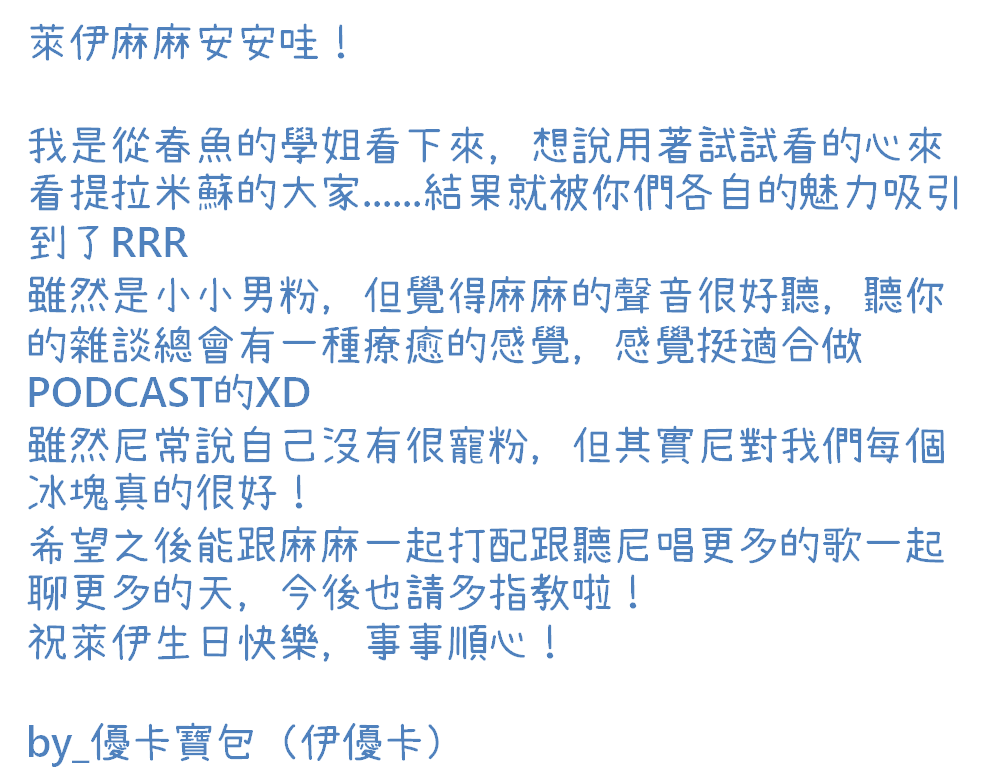 萊伊麻麻安安哇！
我是從春魚的學姐看下來，想說用著試試看的心來
看提拉米蘇的大家......結果就被你們各自的魅力吸引
到了RRR
雖然是小小男粉，但覺得麻麻的聲音很好聽，聽你
的雜談總會有一種療癒的感覺，感覺挺適合做
PODCAST的XD
雖然尼常說自己沒有很寵粉，但其實尼對我們每個
冰塊真的很好！
希望之後能跟麻麻一起打配跟聽尼唱更多的歌一起
聊更多的天，今後也請多指教啦！
祝萊伊生日快樂，事事順心！
by_優卡寶包（伊優卡）